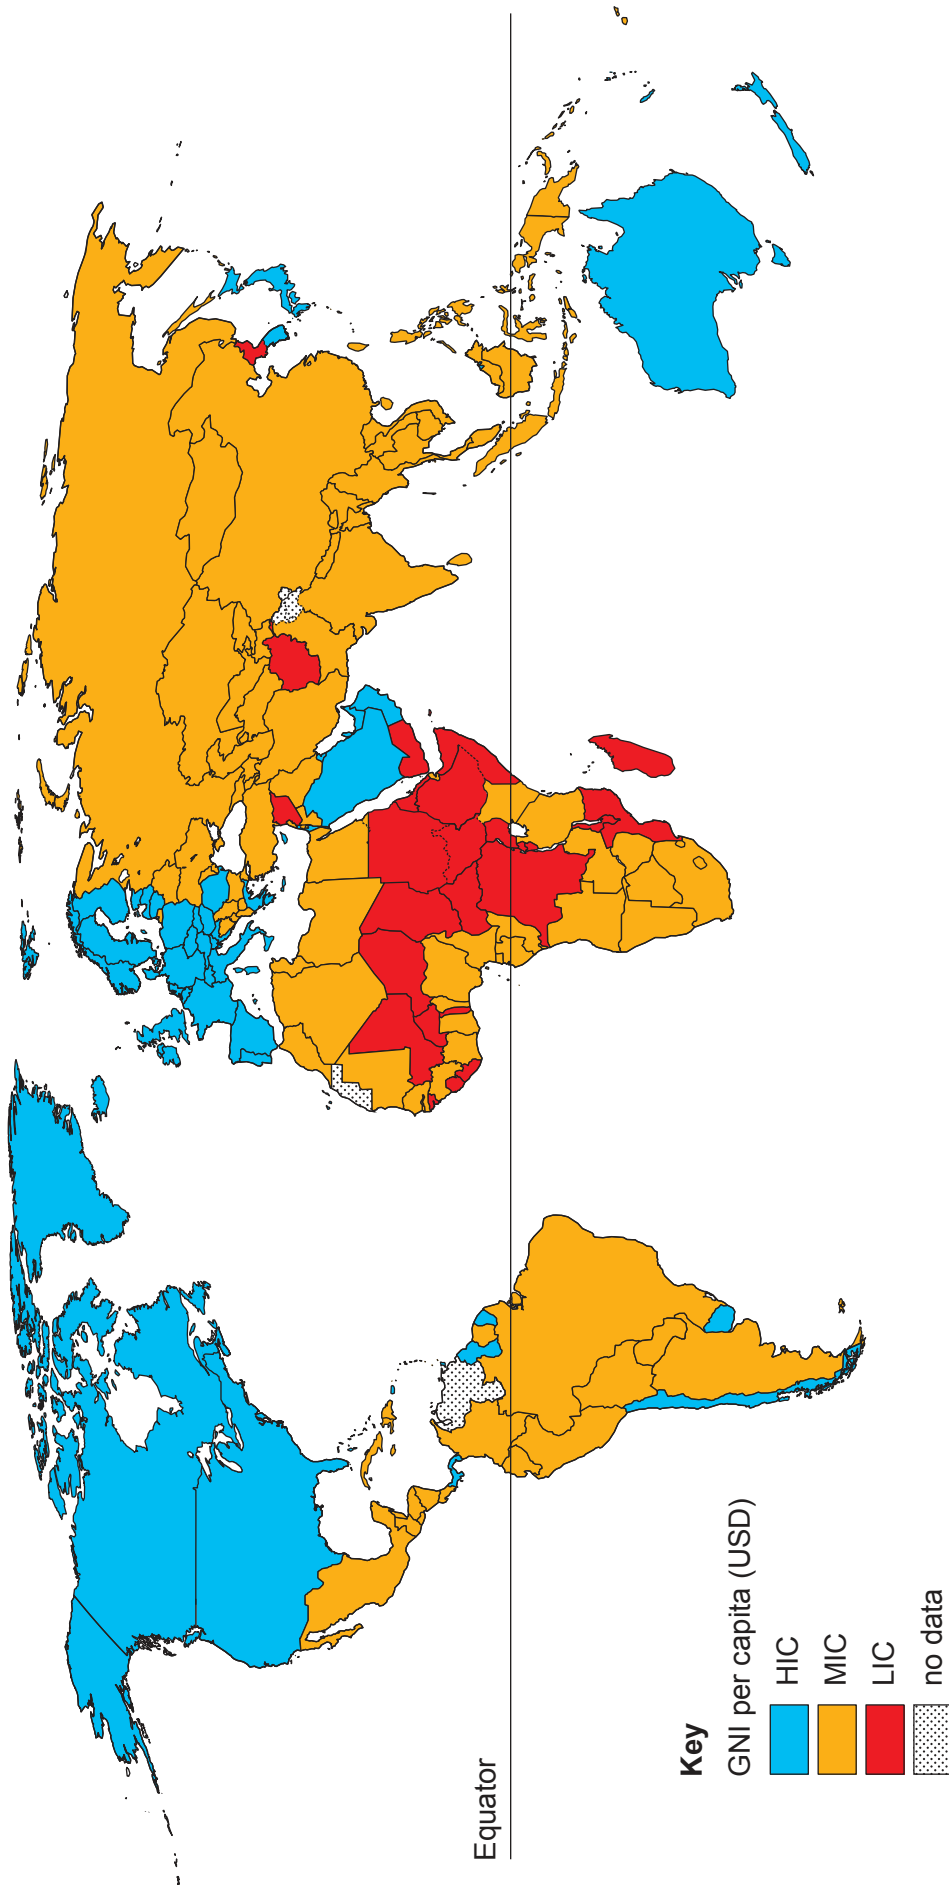 Equator
Key
GNI per capita (USD)
HIC
MIC
LIC
no data